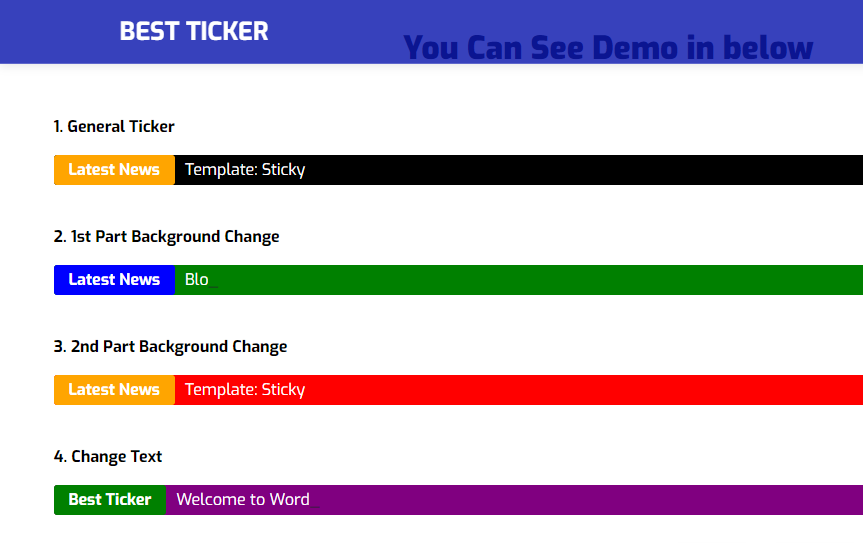 BEST TICKER
You Can See Demo in below
1. General Ticker
Latest News Template: Sticky
2. 1st Part Background Change
Latest News Blo_
3. 2nd Part Background Change
Latest News Template: Sticky
4. Change Text
Best Ticker Welcome to Word_